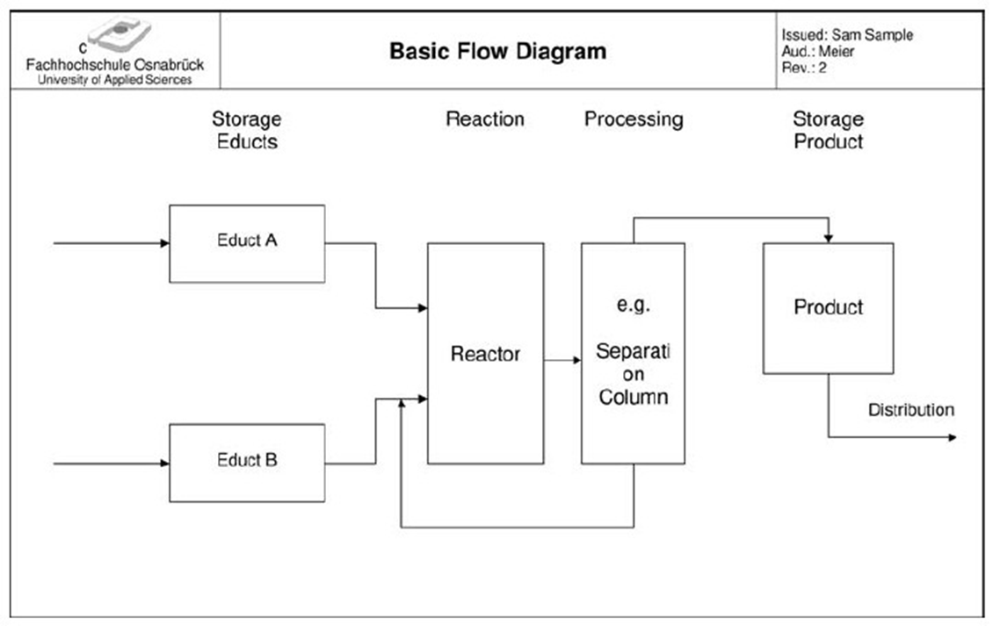 C
Fachhochschule Osnabrück
University of Applied Sciences
Basic Flow Diagram
Issued: Sam Sample
Aud.: Meier
Rev.: 2
Storage
Educts
Reaction
Processing
Storage
Product
Educt A
Educt B
Reactor
e.g.
Separati
on
Column
Product
Distribution